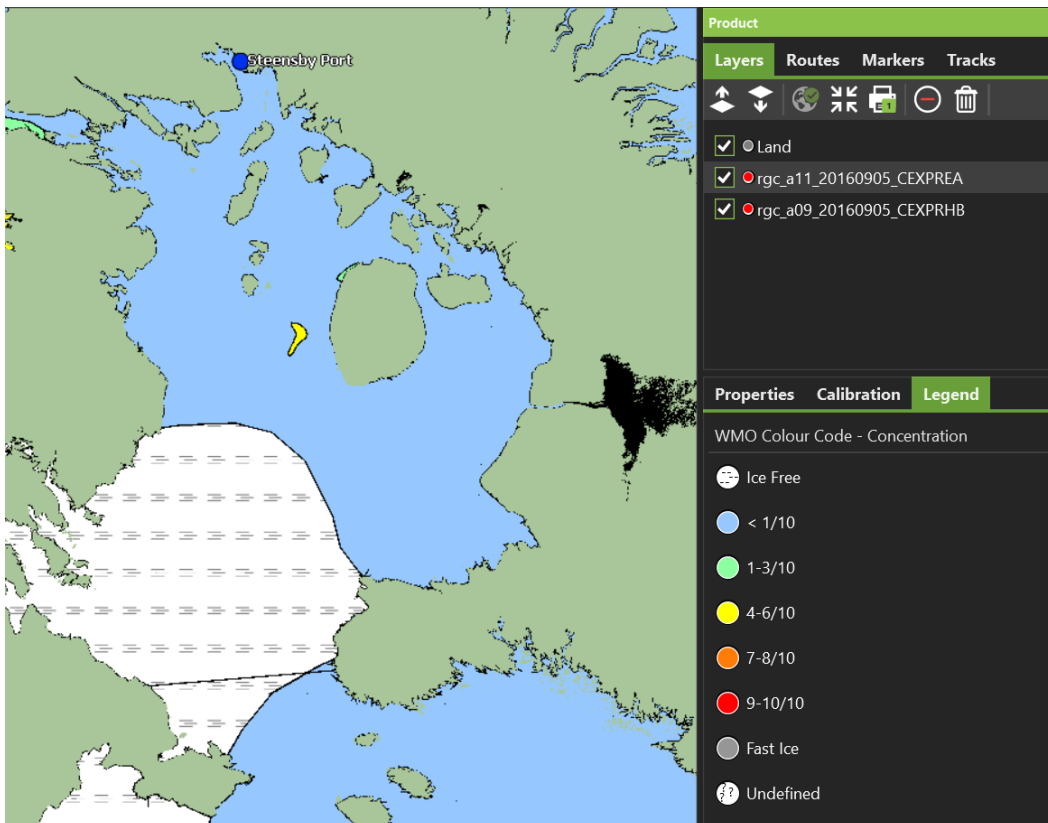 Steensby Port
Product
Layers Routes Markers Tracks
1
Land
rgc_a11_20160905_CEXPREA
rgc_a09_20160905_CEXPRHB
Properties Calibration Legend
WMO Colour Code - Concentration
Ice Free
< 1/10
1-3/10
4-6/10
7-8/10
9-10/10
Fast Ice
? Undefined